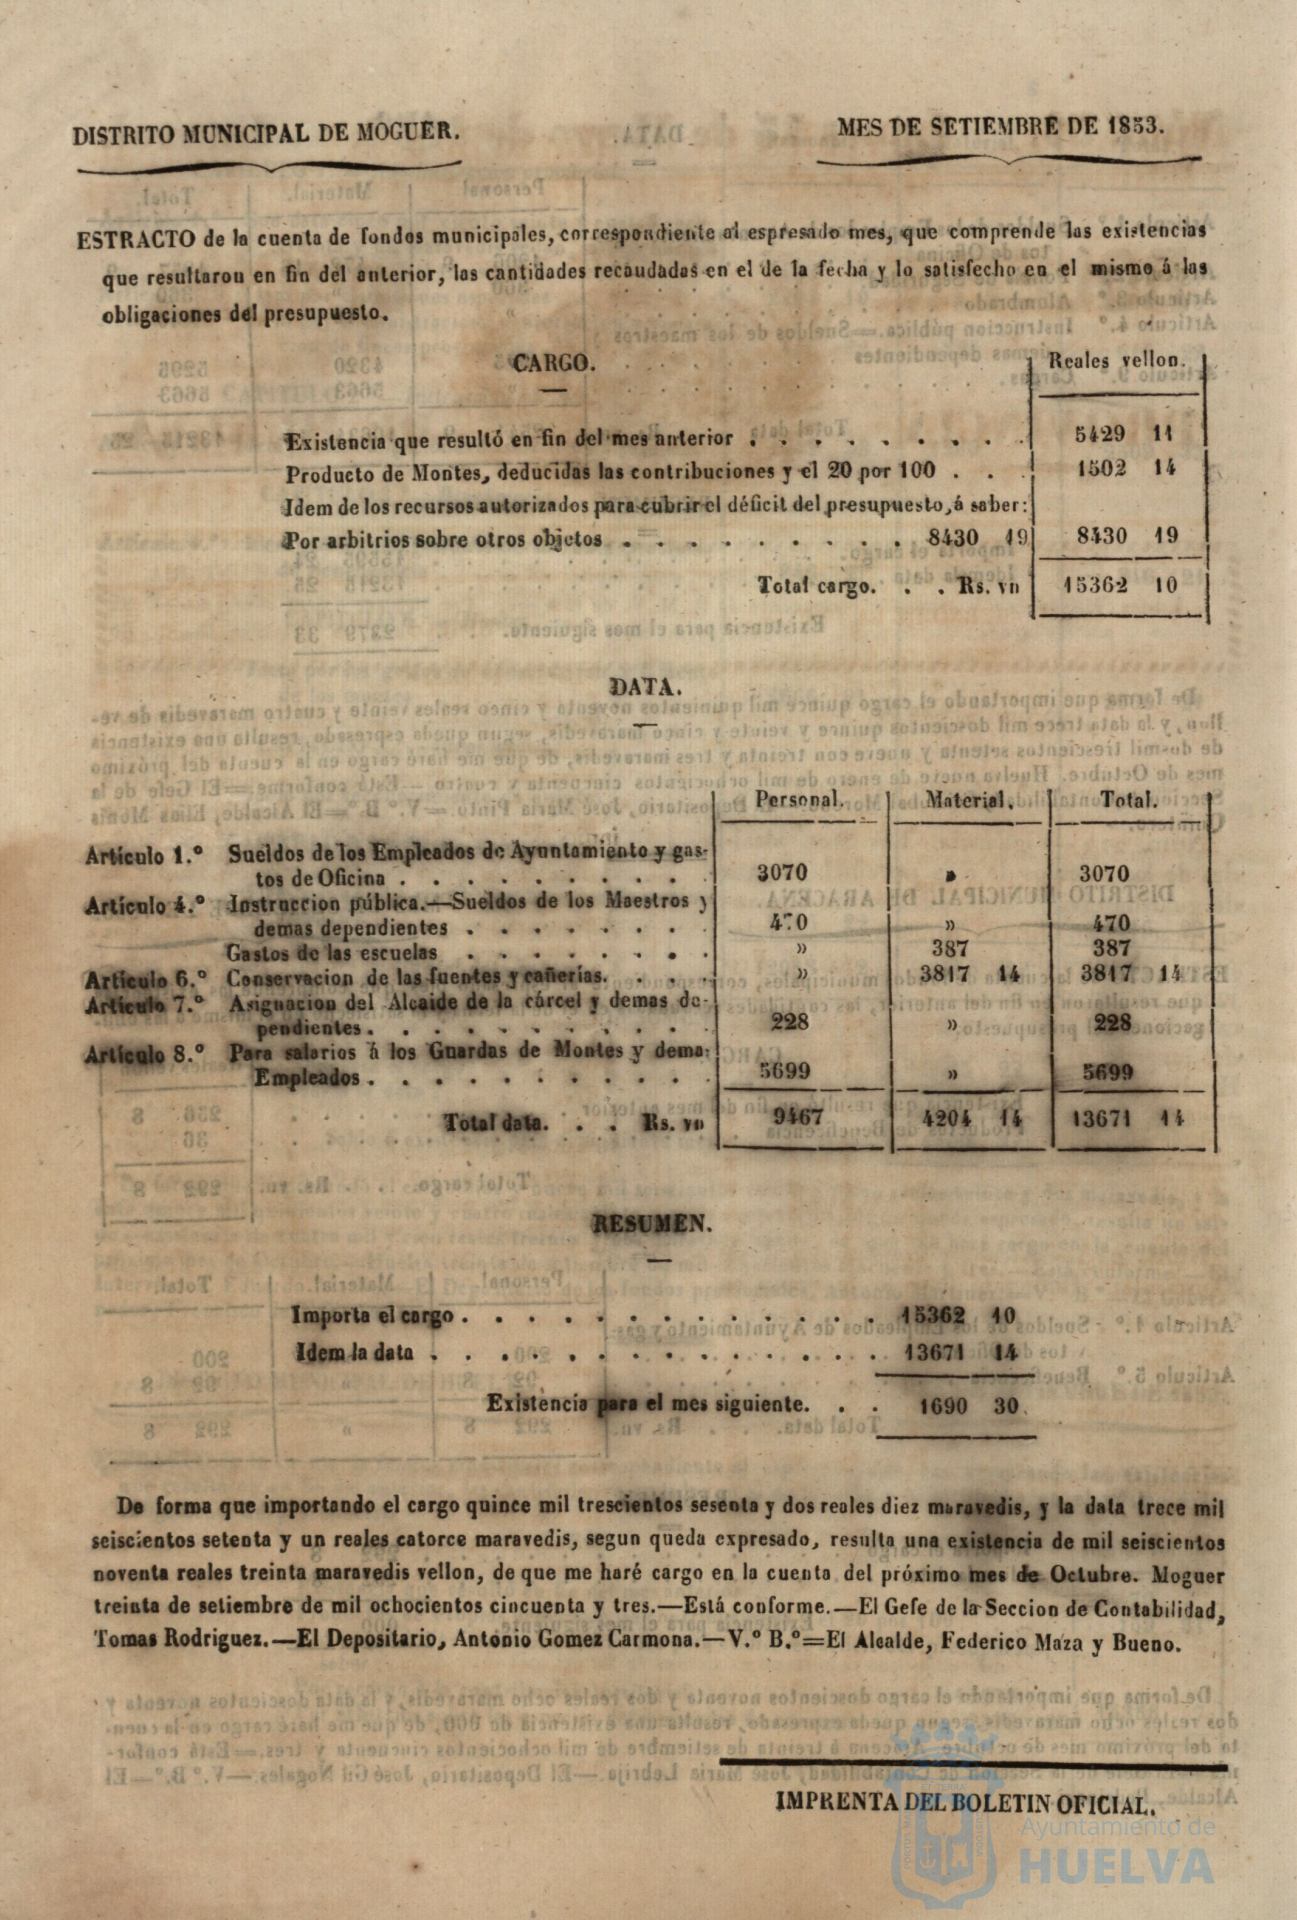 DISTRITO MUNICIPAL DE MOGUER.
MES DE SETIEMBRE DE 1853.
ESTRACTO de la cuenta de fondos municipales, correspondiente al espresado mes, que comprende las existencias
que resultaron en fin del anterior, las cantidades recaudadas en el de la fecha y lo satisfecho en el mismo á las
obligaciones del presupuesto.
CARGO.
Reales vellon.
Existencia que resultó en fin del mes anterior . . . . . . . . . 5429 11
Producto de Montes, deducidas las contribuciones y el 20 por 100 . . . 1502 14
Idem de los recursos autorizados para cubrir el déficit del presupuesto, á saber:
Por arbitrios sobre otros objetos . . . . . . . . . 8430 19 8430 19
Total cargo. . . Rs. vn 15362 10
DATA.
Personal. Material. Total.
Artículo 1.º Sueldos de los Empleados de Ayuntamiento y gas-
tos de Oficina . . . . . . . . . . 3070 » 3070
Artículo 4.º Instruccion pública.—Sueldos de los Maestros y
demas dependientes . . . . . . . 470 » 470
Gastos de las escuelas . . . . . . . » 387 387
Artículo 6.º Conservacion de las fuentes y cañerías. . . . . » 3817 14 3817 14
Artículo 7.º Asignacion del Alcaide de la cárcel y demas de-
pendientes . . . . . . . . . . 228 » 228
Artículo 8.º Para salarios á los Guardas de Montes y dema
Empleados . . . . . . . . . . 5699 » 5699
Total data. . . Rs. vn 9467 4204 14 13671 14
RESUMEN.
Importa el cargo . . . . . . . . . . . . . 15362 10
Idem la data . . . . . . . . . . . . . . 13671 14
Existencia para el mes siguiente. . . 1690 30
De forma que importando el cargo quince mil trescientos sesenta y dos reales diez maravedis, y la data trece mil
seiscientos setenta y un reales catorce maravedis, segun queda expresado, resulta una existencia de mil seiscientos
noventa reales treinta maravedis vellon, de que me haré cargo en la cuenta del próximo mes de Octubre. Moguer
treinta de setiembre de mil ochocientos cincuenta y tres.—Está conforme.—El Gefe de la Seccion de Contabilidad,
Tomas Rodriguez.—El Depositario, Antonio Gomez Carmona.—V.º B.º=El Alcalde, Federico Maza y Bueno.
IMPRENTA DEL BOLETIN OFICIAL.
Ayuntamiento de
HUELVA